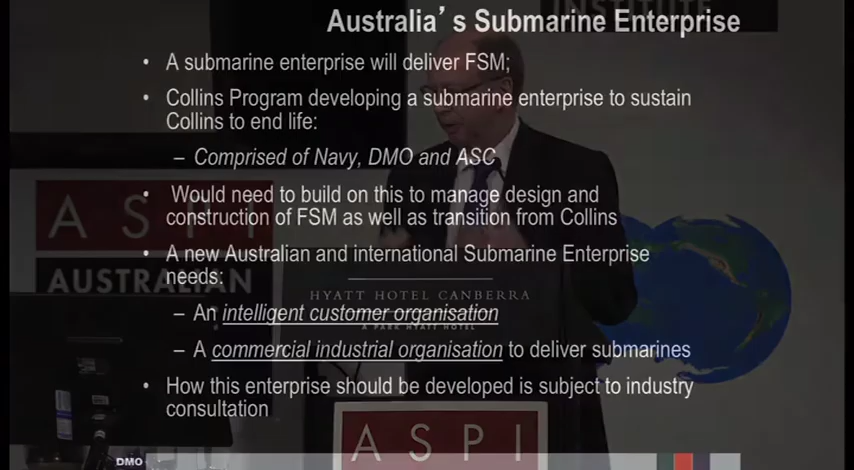 INSTITUTE
Australia's Submarine Enterprise
• A submarine enterprise will deliver FSM;
• Collins Program developing a submarine enterprise to sustain
Collins to end life:
– Comprised of Navy, DMO and ASC
• Would need to build on this to manage design and
construction of FSM as well as transition from Collins
• A new Australian and international Submarine Enterprise
needs:
– An intelligent customer organisation
– A commercial industrial organisation to deliver submarines
• How this enterprise should be developed is subject to industry
consultation
ASPI
AUSTRALIAN
HYATT HOTEL CANBERRA
A PARK HYATT HOTEL
ASPI
DMO